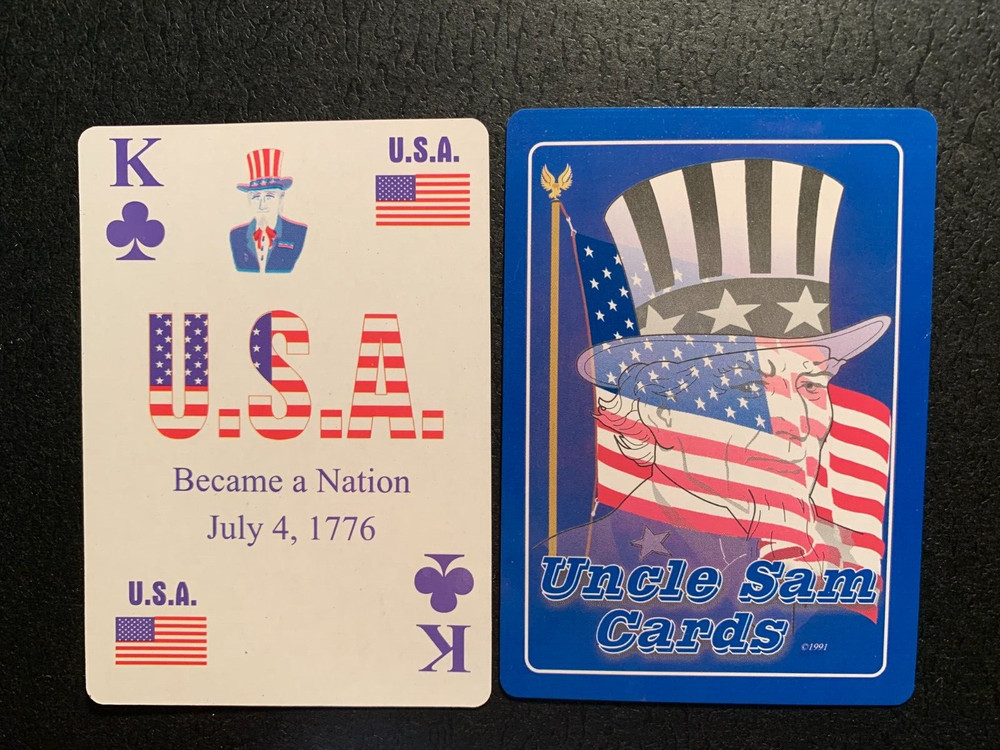 K
U.S.A.
U.S.A.
Became a Nation
July 4, 1776
U.S.A.
K
Uncle Sam
Cards
©1991